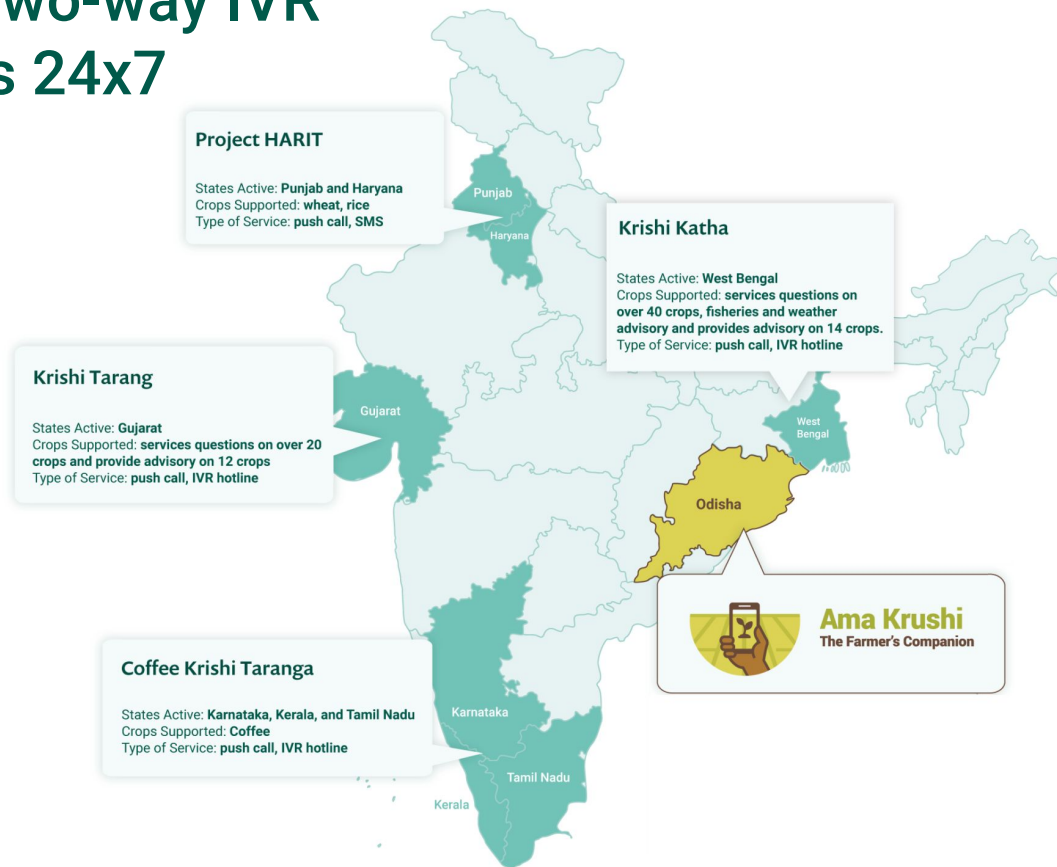 two-way IVR
s 24x7
Project HARIT
States Active: Punjab and Haryana
Crops Supported: wheat, rice
Type of Service: push call, SMS
Punjab
Haryana
Krishi Katha
States Active: West Bengal
Crops Supported: services questions on
over 40 crops, fisheries and weather
advisory and provides advisory on 14 crops.
Type of Service: push call, IVR hotline
Krishi Tarang
States Active: Gujarat
Crops Supported: services questions on over 20
crops and provide advisory on 12 crops
Type of Service: push call, IVR hotline
Gujarat
West
Bengal
Odisha
Ama Krushi
The Farmer's Companion
Coffee Krishi Taranga
States Active: Karnataka, Kerala, and Tamil Nadu
Crops Supported: Coffee
Type of Service: push call, IVR hotline
Karnataka
Tamil Nadu
Kerala